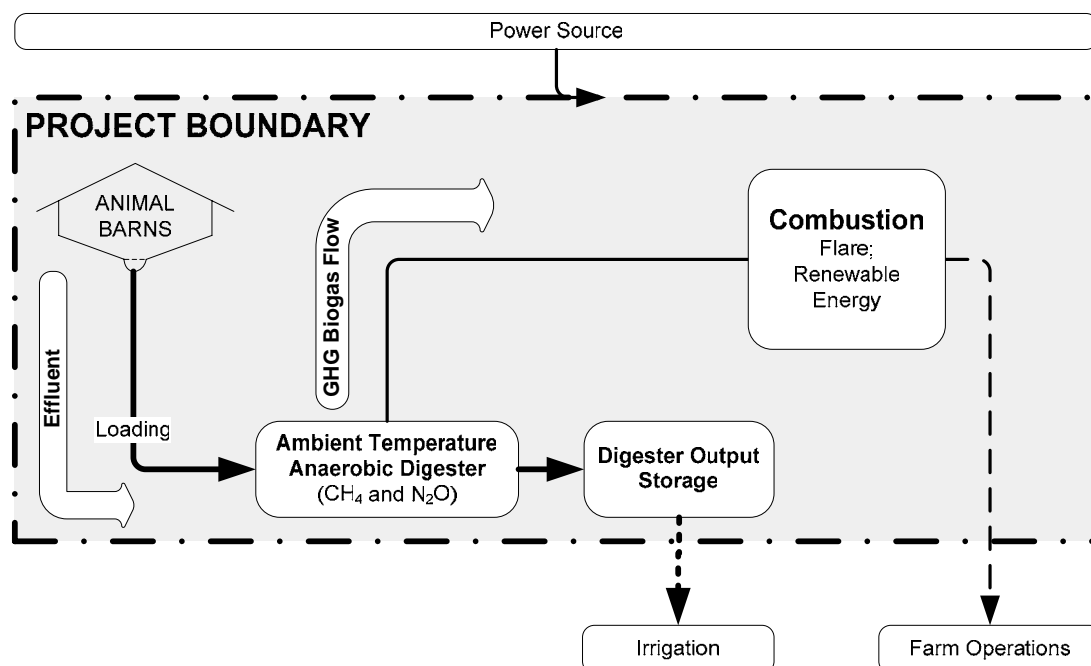 Power Source
PROJECT BOUNDARY
ANIMAL
BARNS
Effluent
Loading
GHG Biogas Flow
Combustion
Flare;
Renewable
Energy
Ambient Temperature
Anaerobic Digester
(CH₄ and N₂O)
Digester Output
Storage
Irrigation
Farm Operations